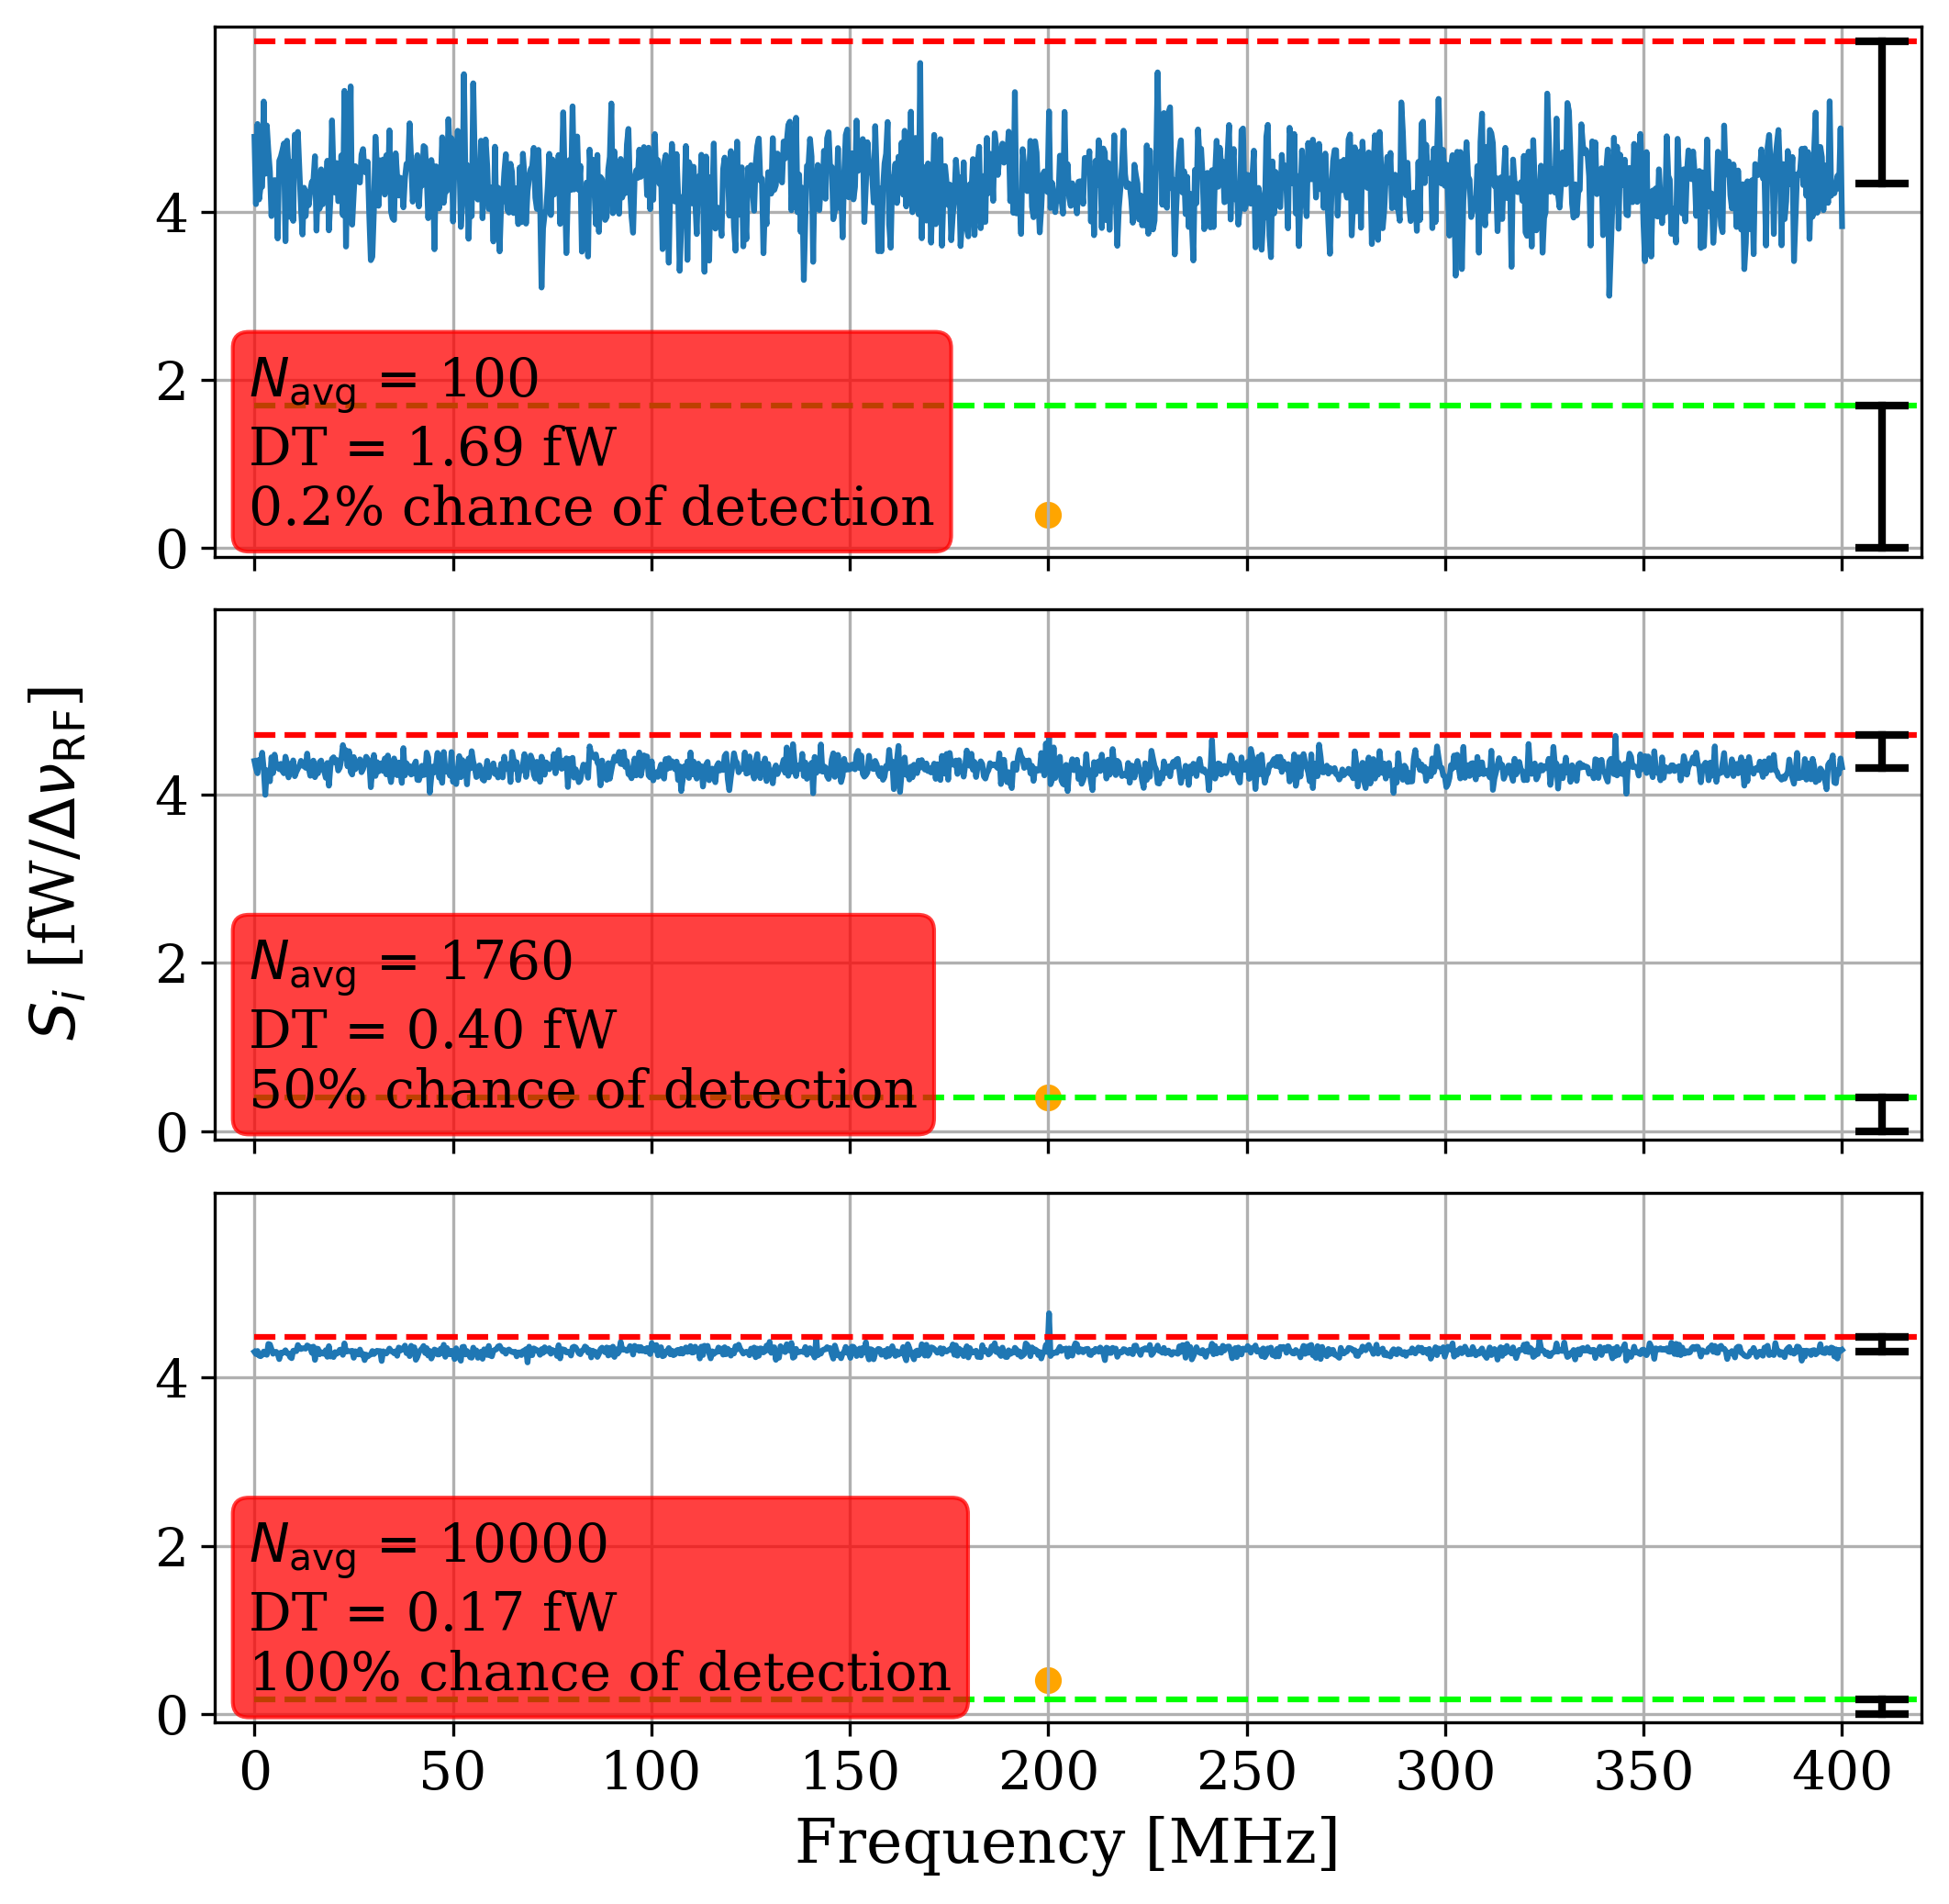 4
2
0
N_avg = 100
DT = 1.69 fW
0.2% chance of detection
4
2
0
N_avg = 1760
DT = 0.40 fW
50% chance of detection
S_i [fW/Δν_RF]
4
2
0
N_avg = 10000
DT = 0.17 fW
100% chance of detection
0 50 100 150 200 250 300 350 400
Frequency [MHz]